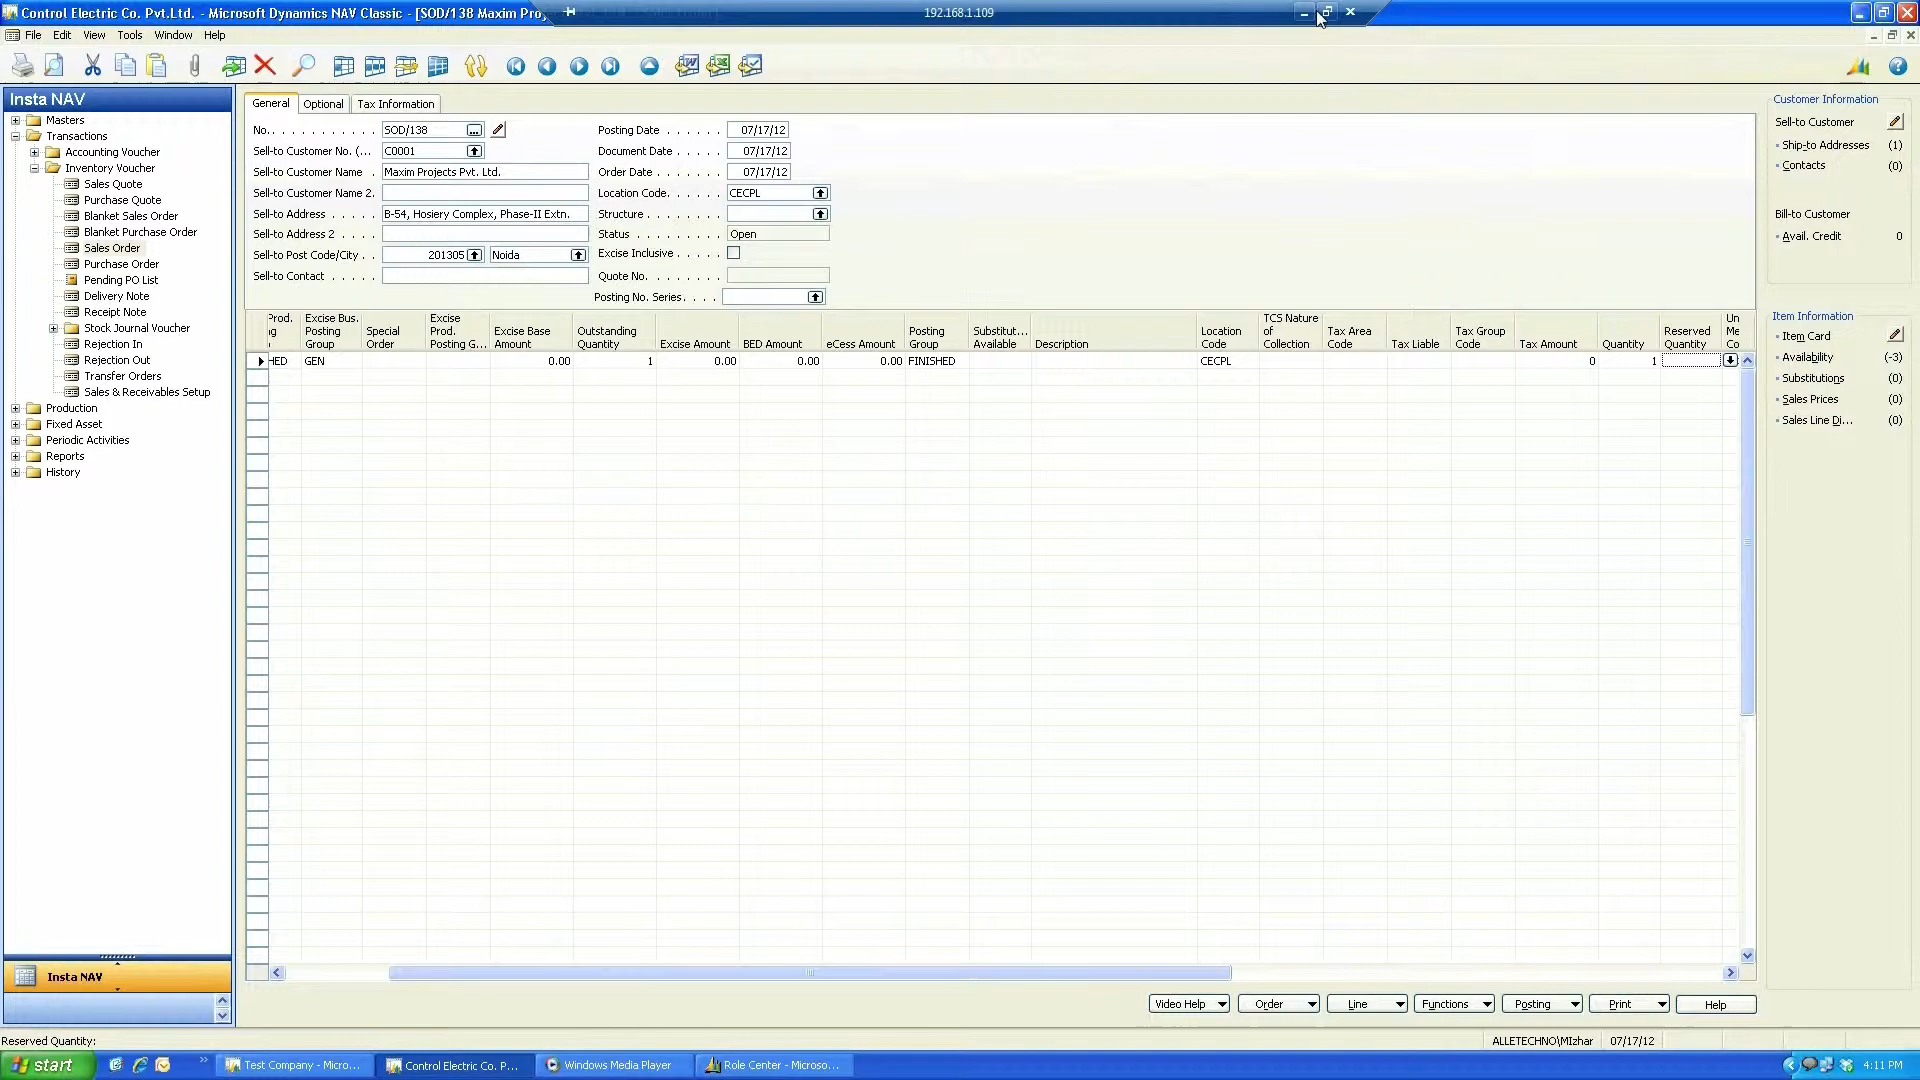 Control Electric Co. Pvt.Ltd. - Microsoft Dynamics NAV Classic - [SOD/138 Maxim Proj
192.168.1.109
File Edit View Tools Window Help
Insta NAV
Masters
Transactions
Accounting Voucher
Inventory Voucher
Sales Quote
Purchase Quote
Blanket Sales Order
Blanket Purchase Order
Sales Order
Purchase Order
Pending PO List
Delivery Note
Receipt Note
Stock Journal Voucher
Rejection In
Rejection Out
Transfer Orders
Sales & Receivables Setup
Production
Fixed Asset
Periodic Activities
Reports
History
Insta NAV
General Optional Tax Information
No. . . . . . . . . . . . SOD/138 ...
Sell-to Customer No. (... C0001
Sell-to Customer Name . Maxim Projects Pvt. Ltd.
Sell-to Customer Name 2.
Sell-to Address . . . . . B-54, Hosiery Complex, Phase-II Extn.
Sell-to Address 2 . . . .
Sell-to Post Code/City . . 201305 Noida
Sell-to Contact . . . . .
Posting Date . . . . . . 07/17/12
Document Date . . . . . 07/17/12
Order Date . . . . . . . 07/17/12
Location Code. . . . . . CECPL
Structure . . . . . . . .
Status . . . . . . . . . Open
Excise Inclusive . . . . .
Quote No. . . . . . . . .
Posting No. Series. . . .
Prod. Excise Bus. Posting Group Special Order Excise Prod. Posting G... Excise Base Amount Outstanding Quantity Excise Amount BED Amount eCess Amount Posting Group Substitut... Available Description Location Code TCS Nature of Collection Tax Area Code Tax Liable Tax Group Code Tax Amount Quantity Reserved Quantity Un Me Co
HED GEN 0.00 1 0.00 0.00 0.00 FINISHED CECPL 0 1
Customer Information
Sell-to Customer
Ship-to Addresses (1)
Contacts (0)
Bill-to Customer
Avail. Credit 0
Item Information
Item Card
Availability (-3)
Substitutions (0)
Sales Prices (0)
Sales Line Di... (0)
Video Help Order Line Functions Posting Print Help
Reserved Quantity: ALLETECHNO\MIzhar 07/17/12
start Test Company - Micro... Control Electric Co. P... Windows Media Player Role Center - Microso... 4:11 PM